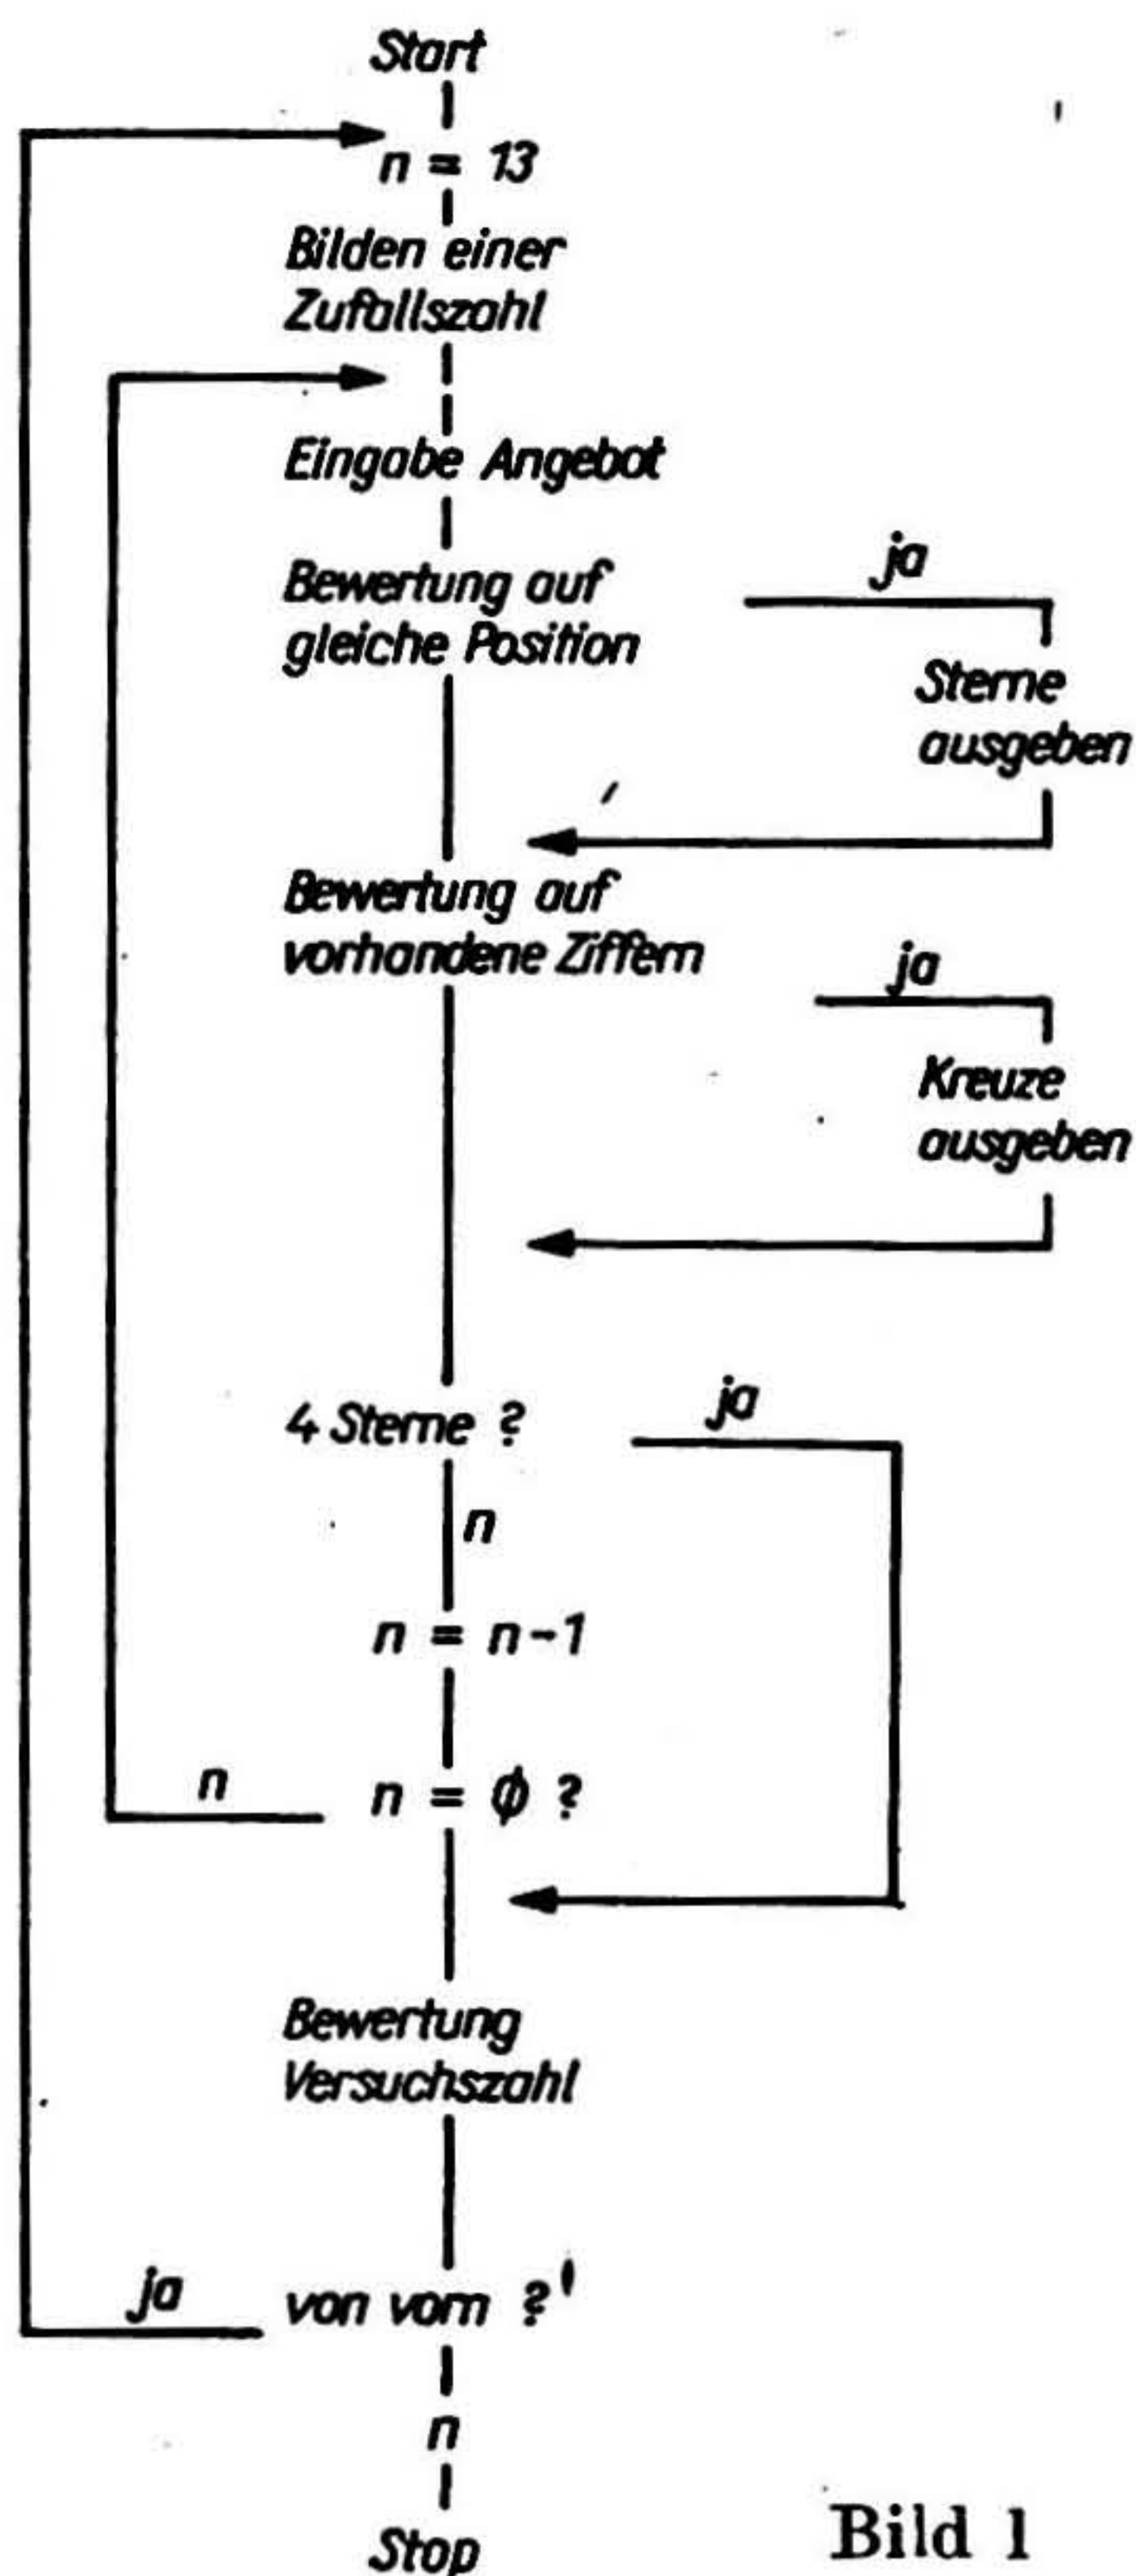 Start
n = 13
Bilden einer
Zufallszahl
Eingabe Angebot
Bewertung auf
gleiche Position
ja
Sterne
ausgeben
Bewertung auf
vorhandene Ziffern
ja
Kreuze
ausgeben
4 Sterne ?
ja
n
n = n-1
n
n = φ ?
Bewertung
Versuchszahl
ja
von vorn ?
n
Stop
Bild 1